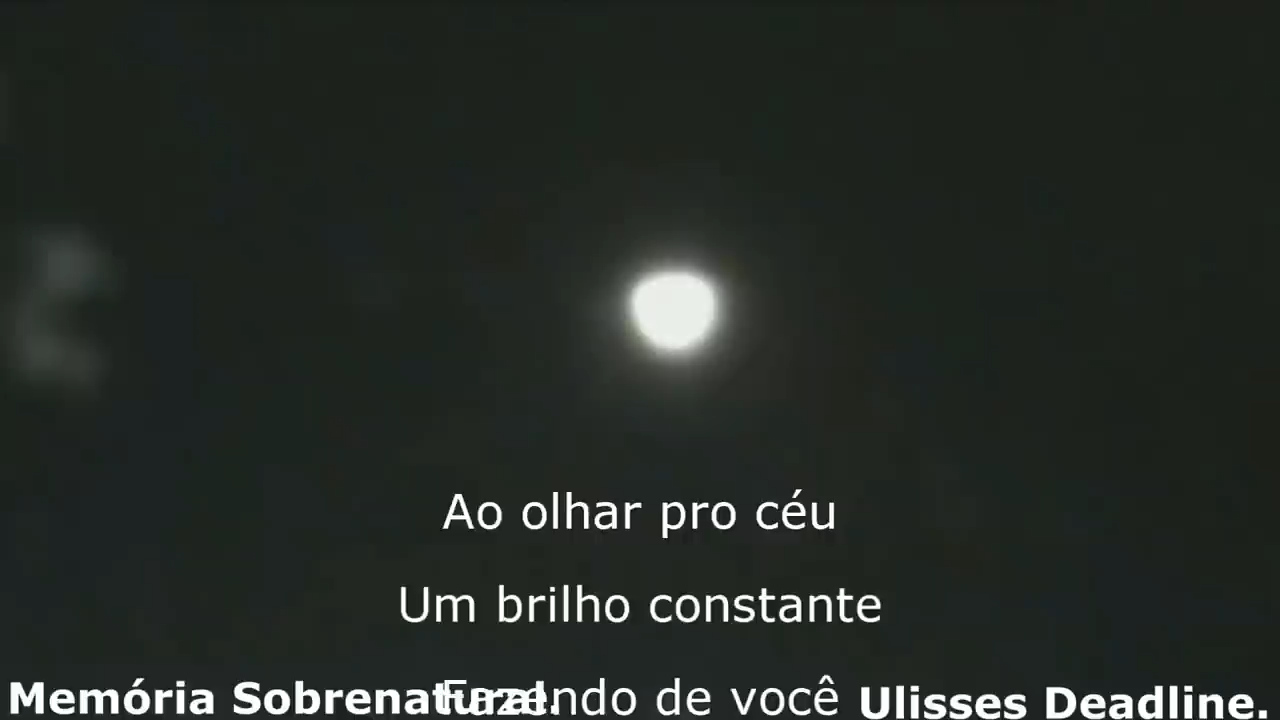 Ao olhar pro céu
Um brilho constante
Memória Sobrenatural.
Fazendo de você
Ulisses Deadline.